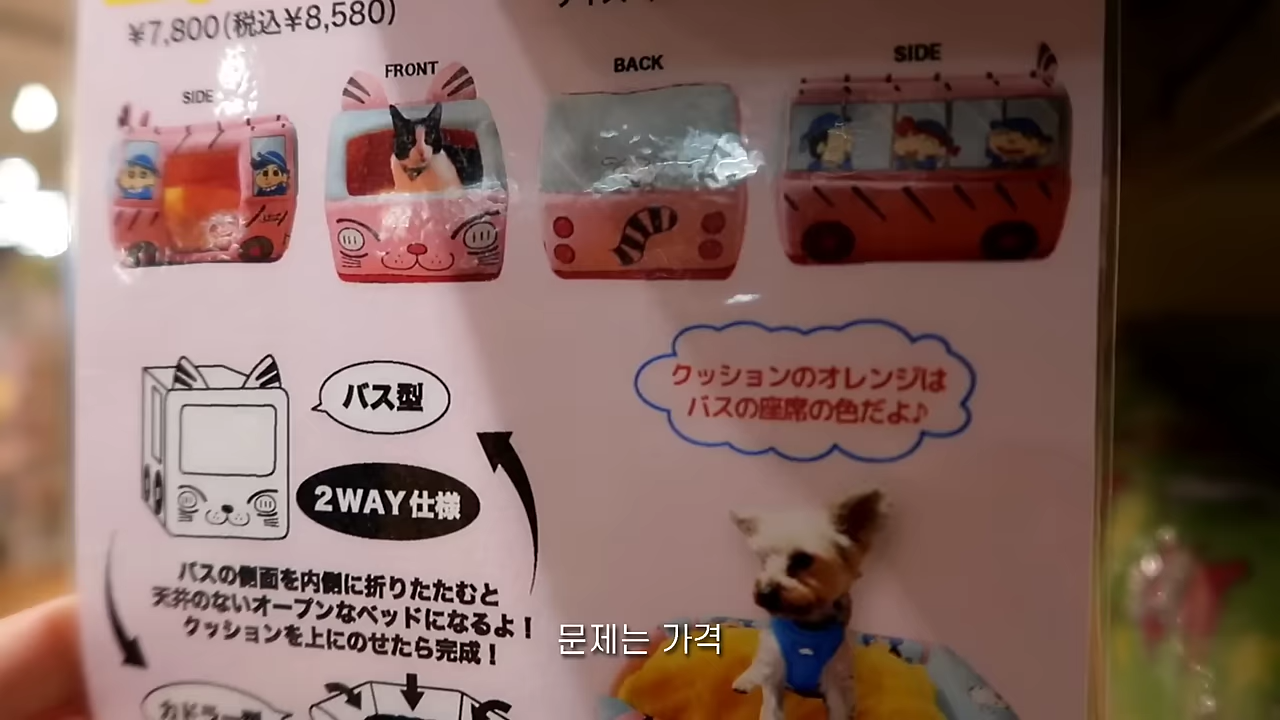 ¥7,800(税込¥8,580)
SIDE
FRONT
BACK
SIDE
バス型
2WAY仕様
クッションのオレンジは
バスの座席の色だよ♪
バスの側面を内側に折りたたむと
天井のないオープンなベッドになるよ！
クッションを上にのせたら完成！
문제는 가격